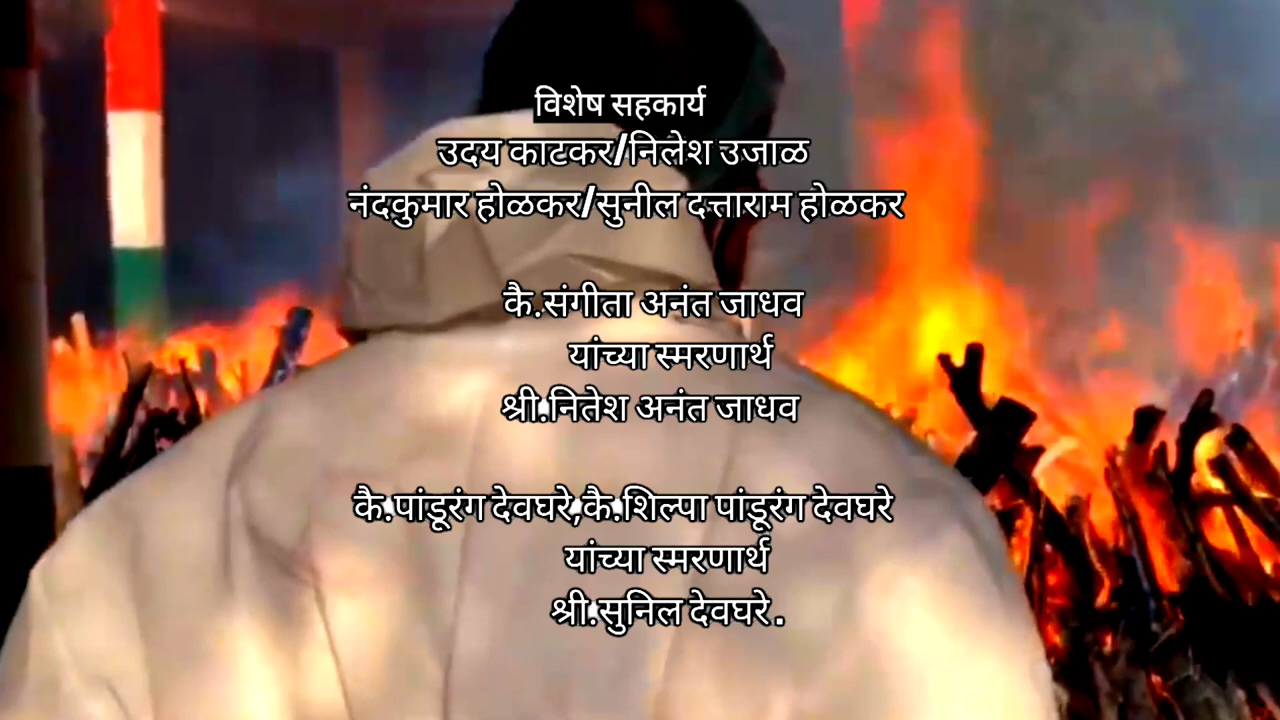 विशेष सहकार्य
उदय काटकर/निलेश उजाळ
नंदकुमार होळकर/सुनील दत्ताराम होळकर
कै.संगीता अनंत जाधव
यांच्या स्मरणार्थ
श्री.नितेश अनंत जाधव
कै.पांडूरंग देवघरे,कै.शिल्पा पांडूरंग देवघरे
यांच्या स्मरणार्थ
श्री.सुनिल देवघरे.